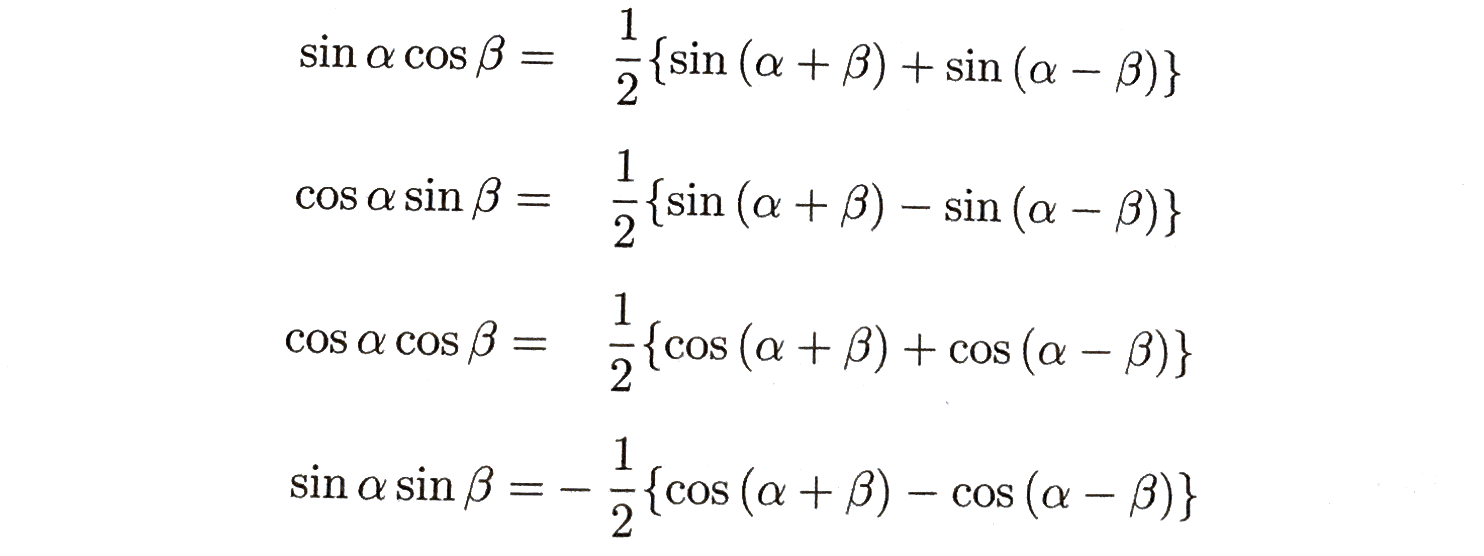 sin α cos β = 1/2 {sin (α + β) + sin (α − β)}
cos α sin β = 1/2 {sin (α + β) − sin (α − β)}
cos α cos β = 1/2 {cos (α + β) + cos (α − β)}
sin α sin β = − 1/2 {cos (α + β) − cos (α − β)}